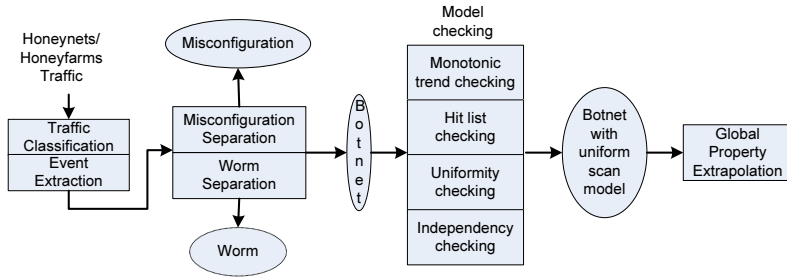 Honeynets/
Honeyfarms
Traffic
Traffic
Classification
Event
Extraction
Misconfiguration
Misconfiguration
Separation
Worm
Separation
Worm
Botnet
Model
checking
Monotonic
trend checking
Hit list
checking
Uniformity
checking
Independency
checking
Botnet
with
uniform
scan
model
Global
Property
Extrapolation